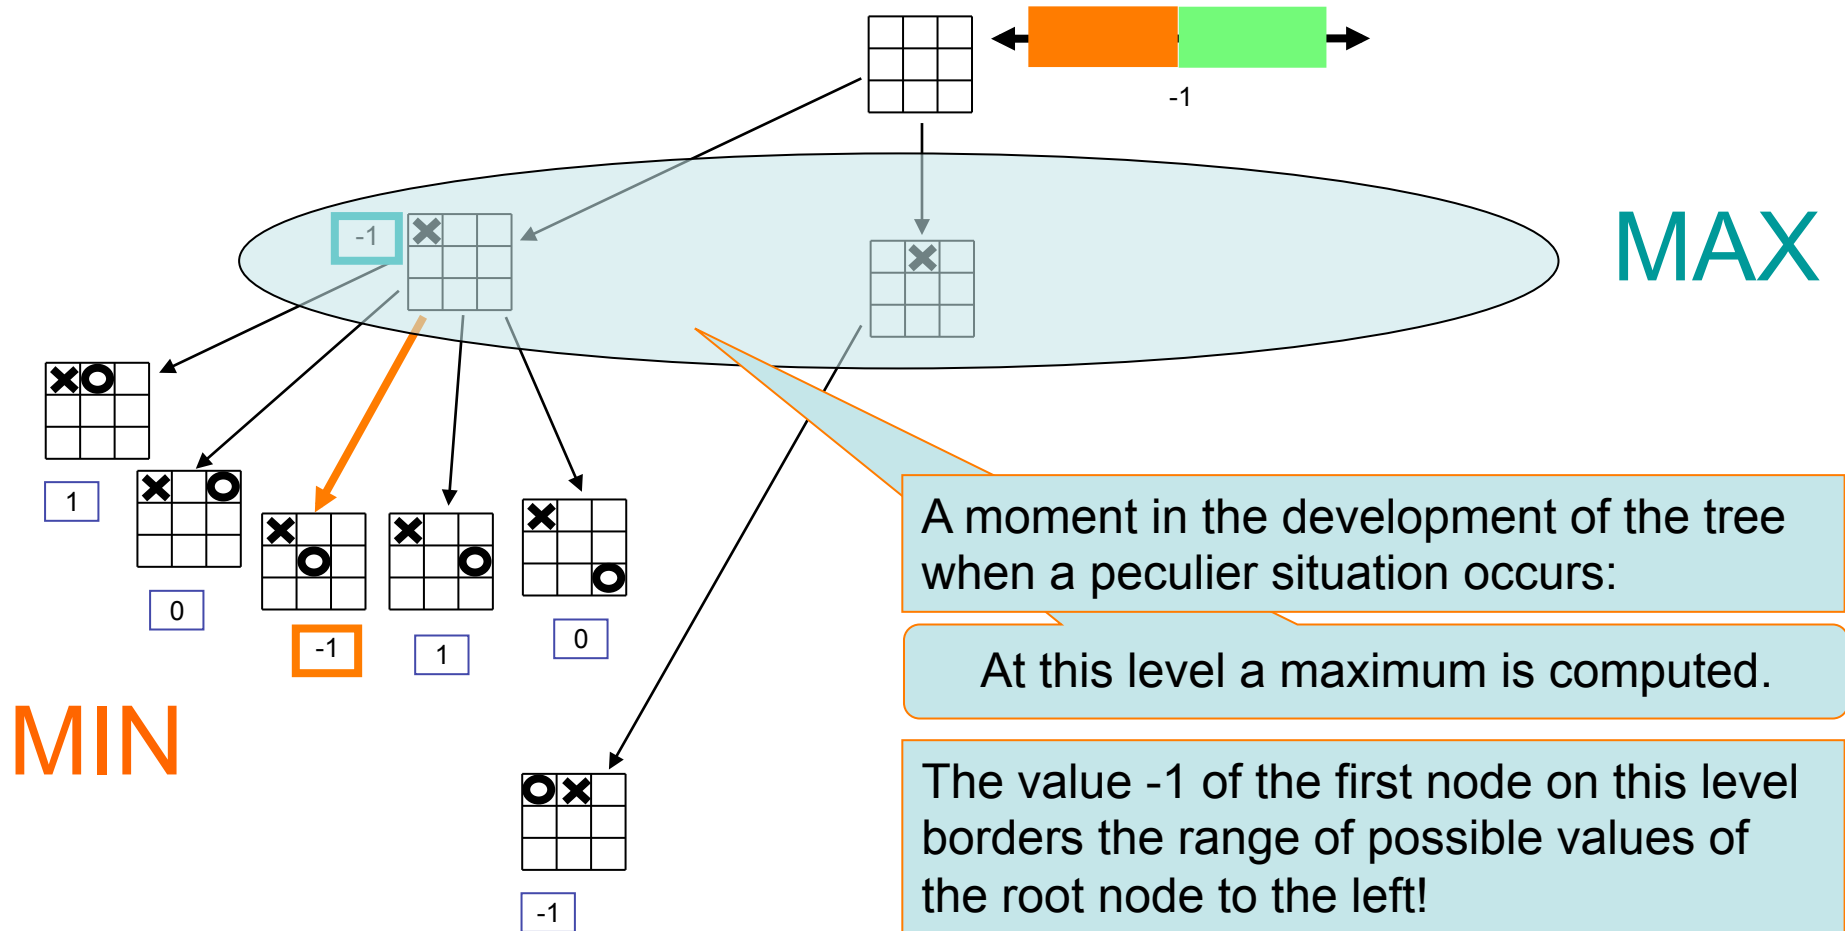 -1
MAX
-1
1
0
-1
1
0
MIN
-1
A moment in the development of the tree
when a peculier situation occurs:
At this level a maximum is computed.
The value -1 of the first node on this level
borders the range of possible values of
the root node to the left!